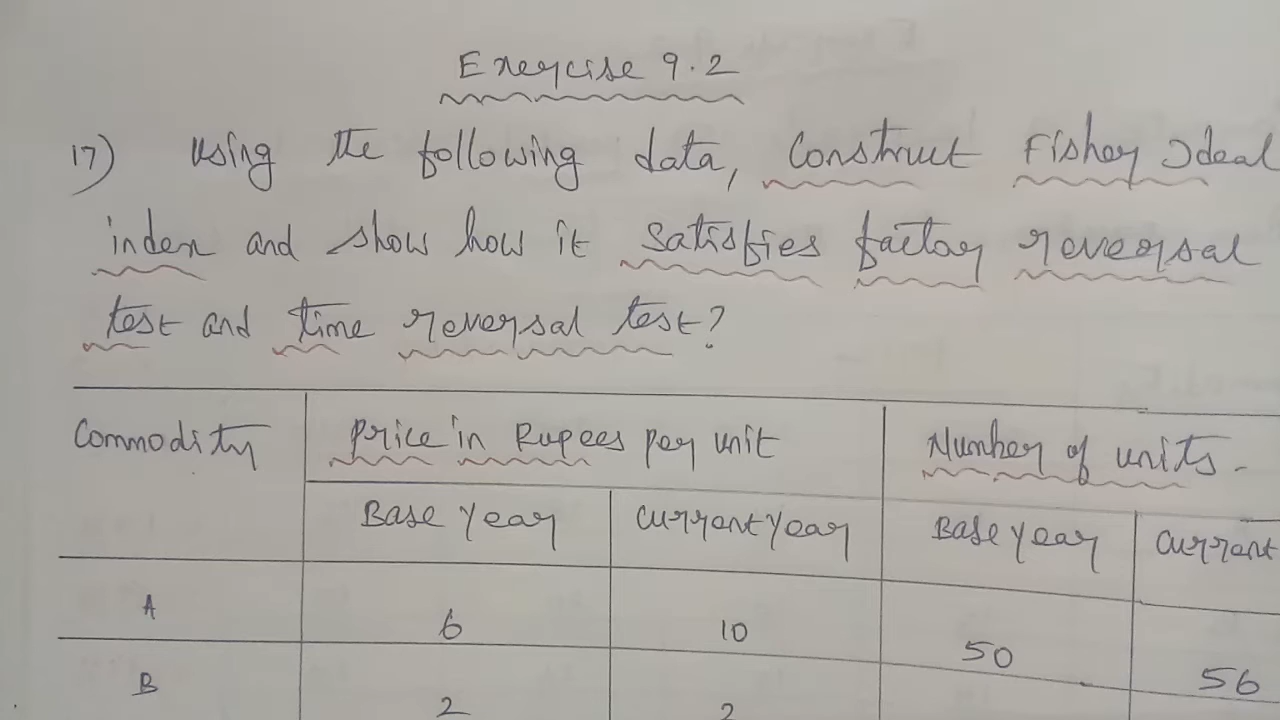 Exercise 9.2
17) using the following data, Construct Fisher Ideal
index and show how it satisfies factor reversal
test and time reversal test?
Commodity Price in Rupees per unit Number of units.
Base year Current year Base year Current
A 6 10 50 56
B 2 2